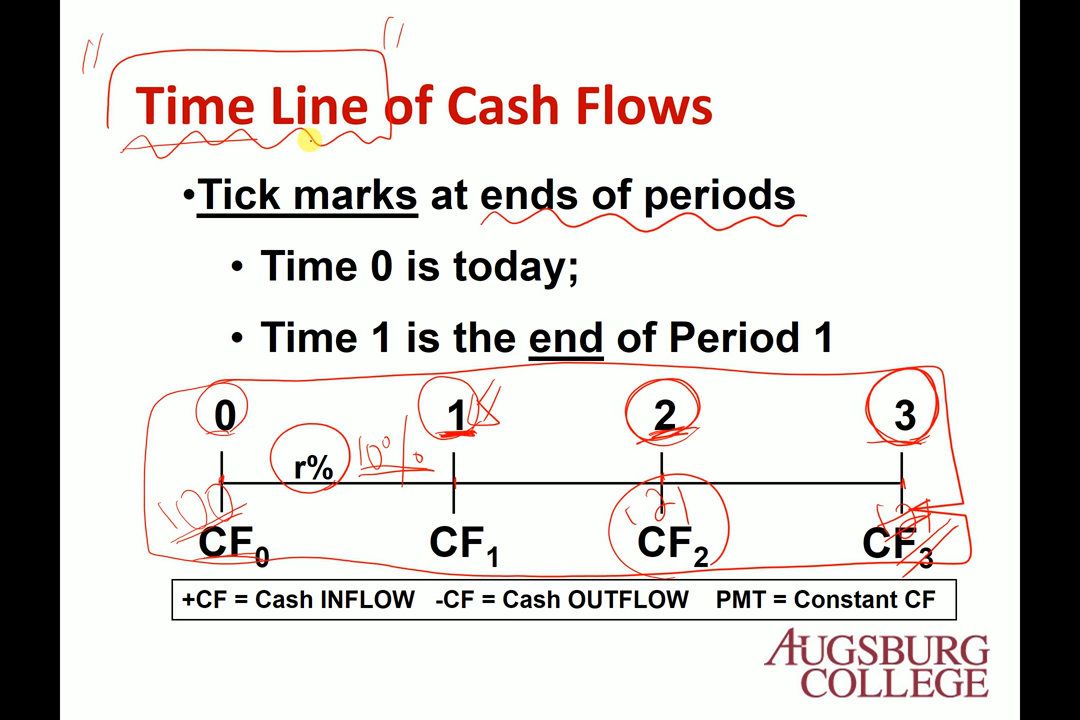 " Time Line " of Cash Flows
•Tick marks at ends of periods
• Time 0 is today;
• Time 1 is the end of Period 1
0 1 2 3
r% 10%
100 121
CF0 CF1 CF2 CF3
+CF = Cash INFLOW -CF = Cash OUTFLOW PMT = Constant CF
AUGSBURG
COLLEGE